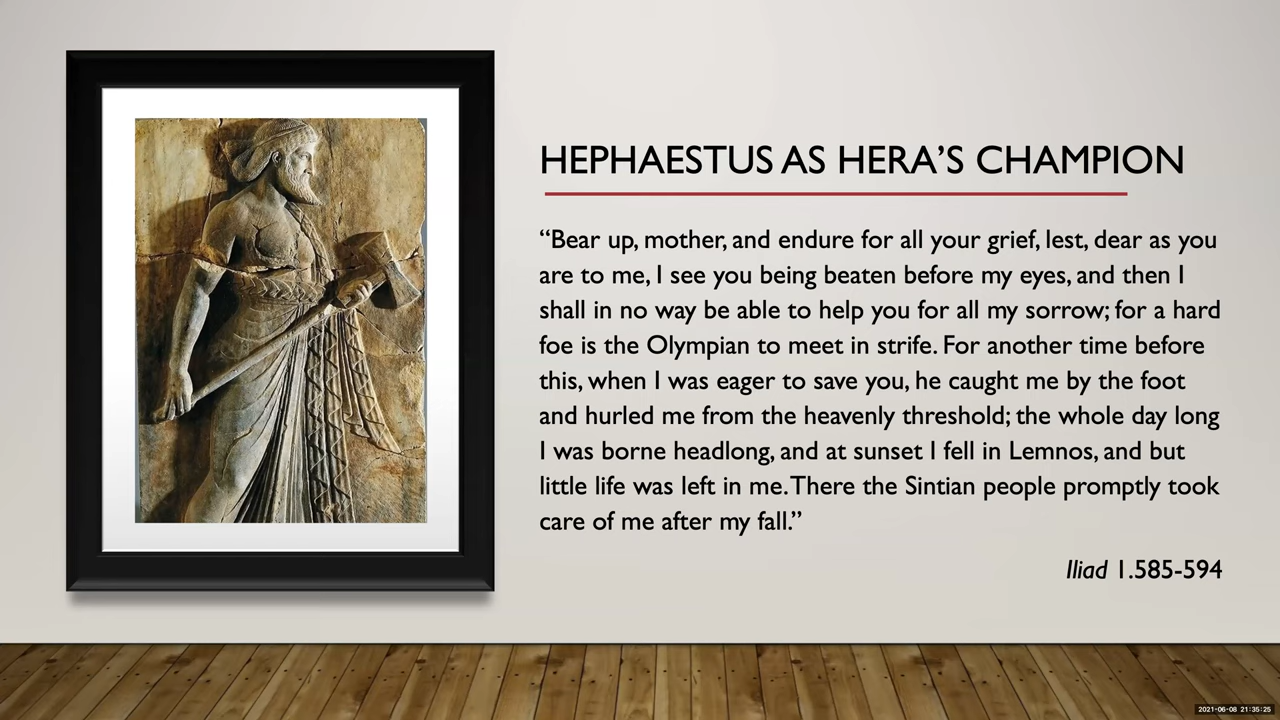 HEPHAESTUS AS HERA’S CHAMPION
“Bear up, mother, and endure for all your grief, lest, dear as you
are to me, I see you being beaten before my eyes, and then I
shall in no way be able to help you for all my sorrow; for a hard
foe is the Olympian to meet in strife. For another time before
this, when I was eager to save you, he caught me by the foot
and hurled me from the heavenly threshold; the whole day long
I was borne headlong, and at sunset I fell in Lemnos, and but
little life was left in me. There the Sintian people promptly took
care of me after my fall.”
Iliad 1.585-594
2021-06-08 21:35:25